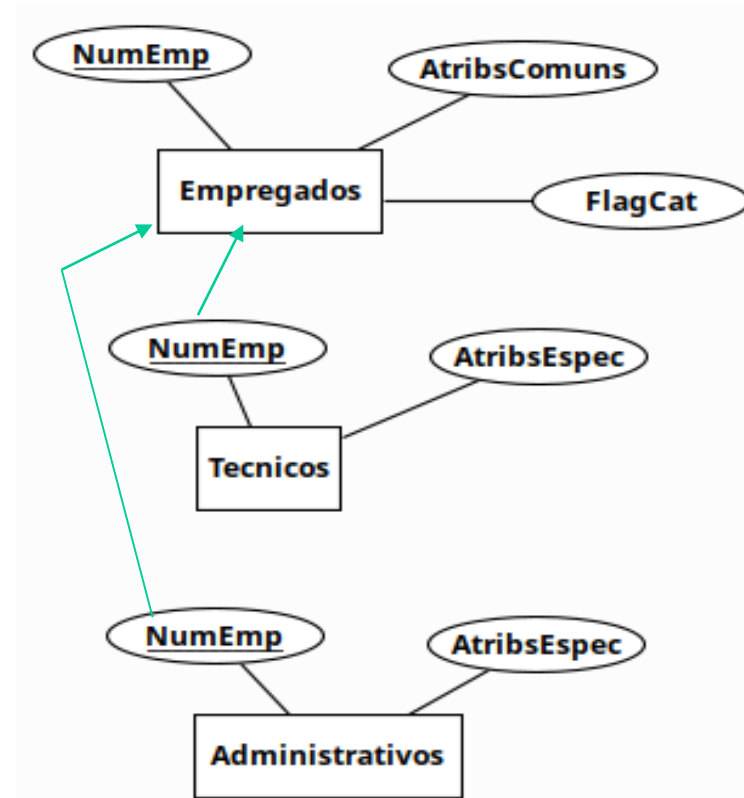 NumEmp
AtribsComuns
Empregados
FlagCat
NumEmp
AtribsEspec
Tecnicos
NumEmp
AtribsEspec
Administrativos